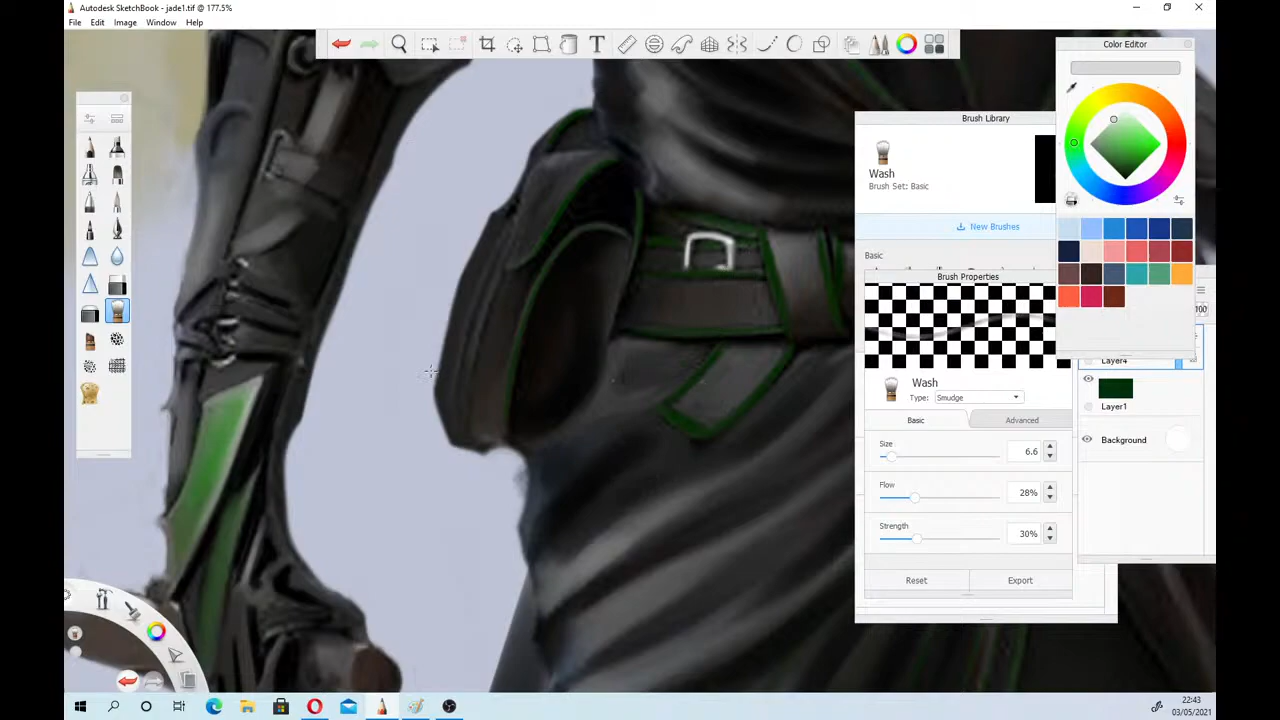 Autodesk SketchBook - jade1.tif @ 177.5%
File Edit Image Window Help
Color Editor
Brush Library
Wash
Brush Set: Basic
New Brushes
Basic
Brush Properties
100
Layer4
Wash
Type: Smudge
Layer1
Basic Advanced
Size
6.6
Background
Flow
28%
Strength
30%
Reset Export
22:43
03/05/2021